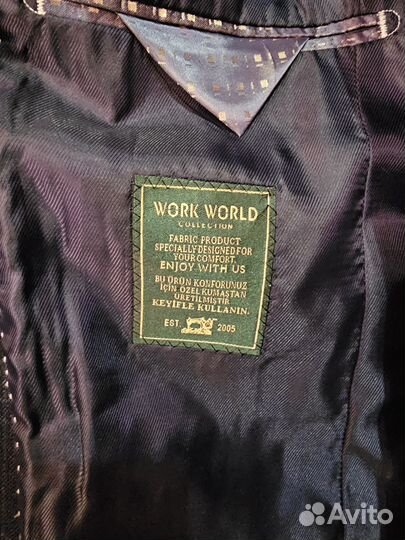 WORK WORLD
COLLECTION
FABRIC PRODUCT
SPECIALLY DESIGNED FOR
YOUR COMFORT.
ENJOY WITH US
BU ÜRÜN KONFORUNUZ
İÇİN ÖZEL KUMAŞTAN
ÜRETİLMİŞTİR
KEYİFLE KULLANIN.
EST. 2005
Avito